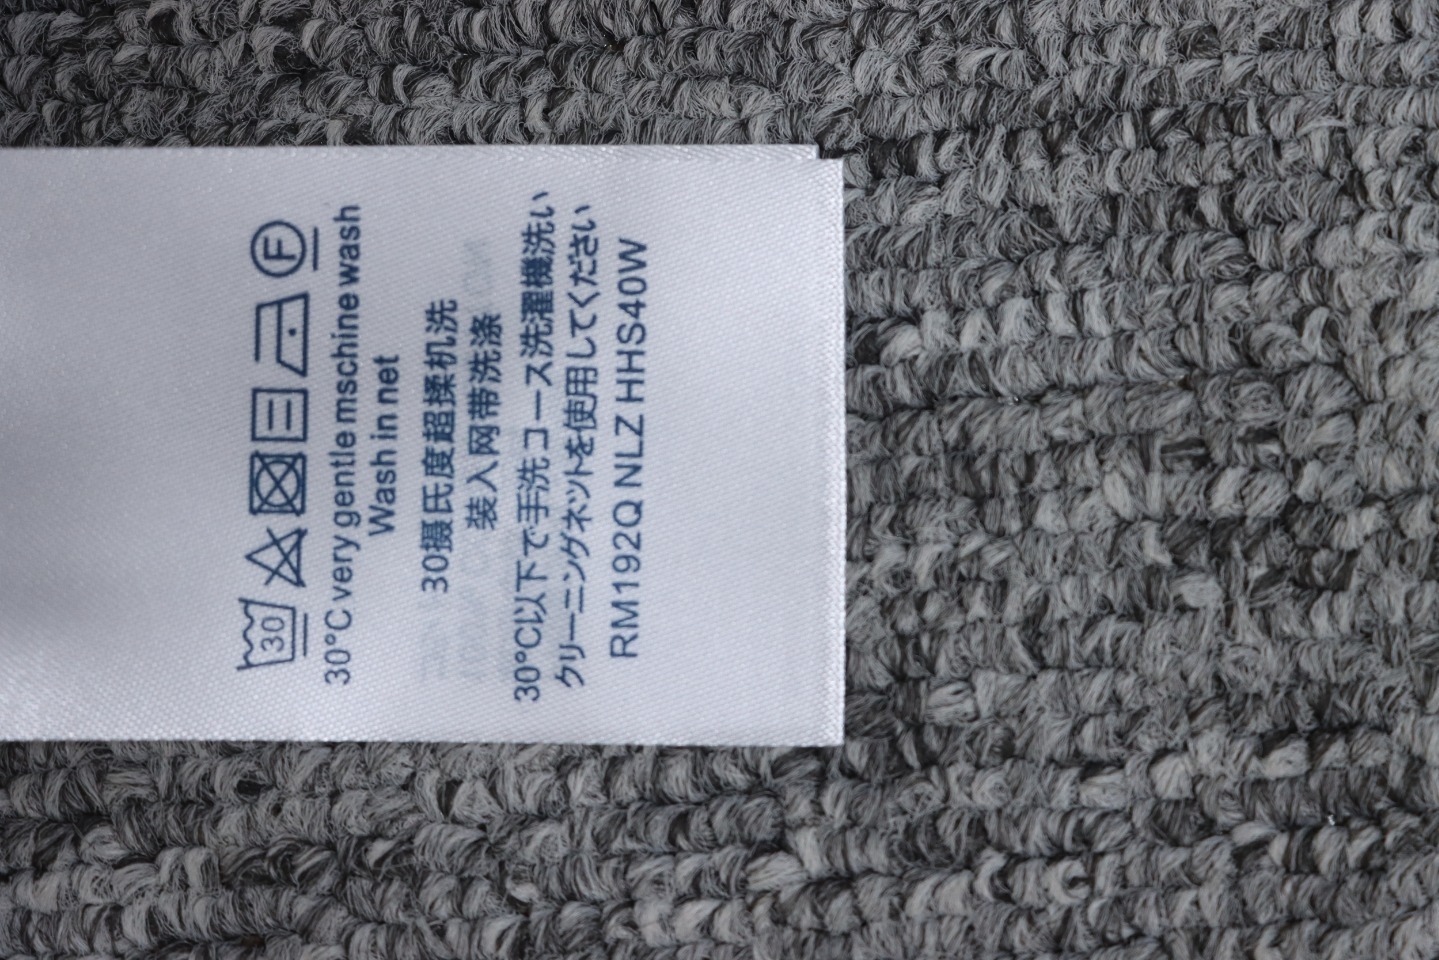 30
F
30°C very gentle mschine wash
Wash in net
30摄氏度超揉机洗
装入网带洗涤
30°C以下で手洗コース洗濯機洗い
クリーニングネットを使用してください
RM192Q NLZ HHS40W